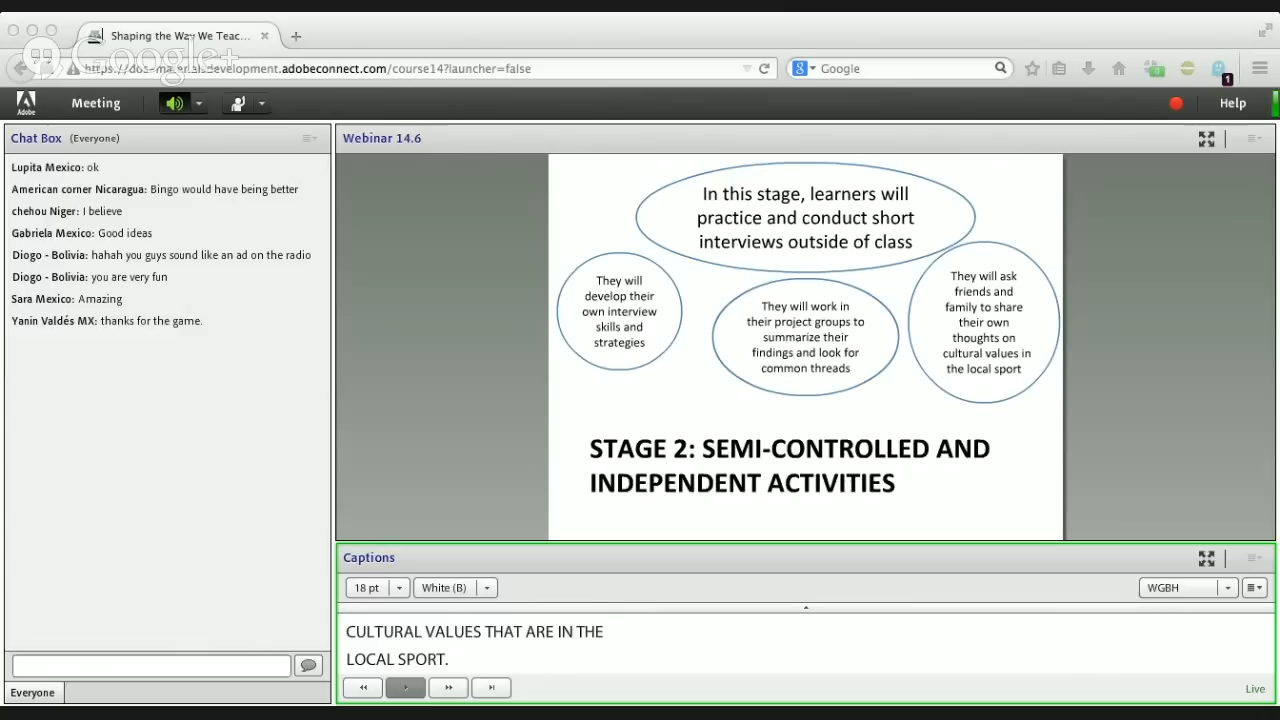 Shaping the Way We Teac...
Google+
adobeconnect.com/course14?launcher=false
Google
1
Adobe
Meeting
Help
Chat Box (Everyone)
Lupita Mexico: ok
American corner Nicaragua: Bingo would have being better
chehou Niger: I believe
Gabriela Mexico: Good ideas
Diogo - Bolivia: hahah you guys sound like an ad on the radio
Diogo - Bolivia: you are very fun
Sara Mexico: Amazing
Yanin Valdés MX: thanks for the game.
Everyone
Webinar 14.6
In this stage, learners will
practice and conduct short
interviews outside of class
They will
develop their
own interview
skills and
strategies
They will work in
their project groups to
summarize their
findings and look for
common threads
They will ask
friends and
family to share
their own
thoughts on
cultural values in
the local sport
STAGE 2: SEMI-CONTROLLED AND
INDEPENDENT ACTIVITIES
Captions
18 pt
White (B)
WGBH
CULTURAL VALUES THAT ARE IN THE
LOCAL SPORT.
Live